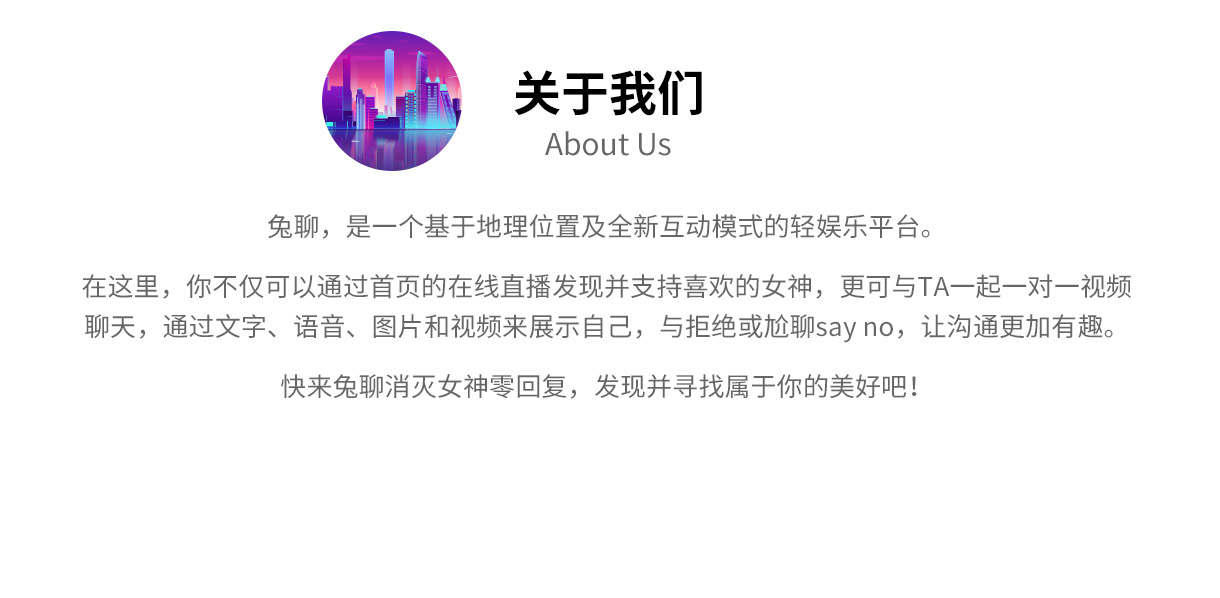 关于我们
About Us
兔聊，是一个基于地理位置及全新互动模式的轻娱乐平台。
在这里，你不仅可以通过首页的在线直播发现并支持喜欢的女神，更可与TA一起一对一视频
聊天，通过文字、语音、图片和视频来展示自己，与拒绝或尬聊say no，让沟通更加有趣。
快来兔聊消灭女神零回复，发现并寻找属于你的美好吧！